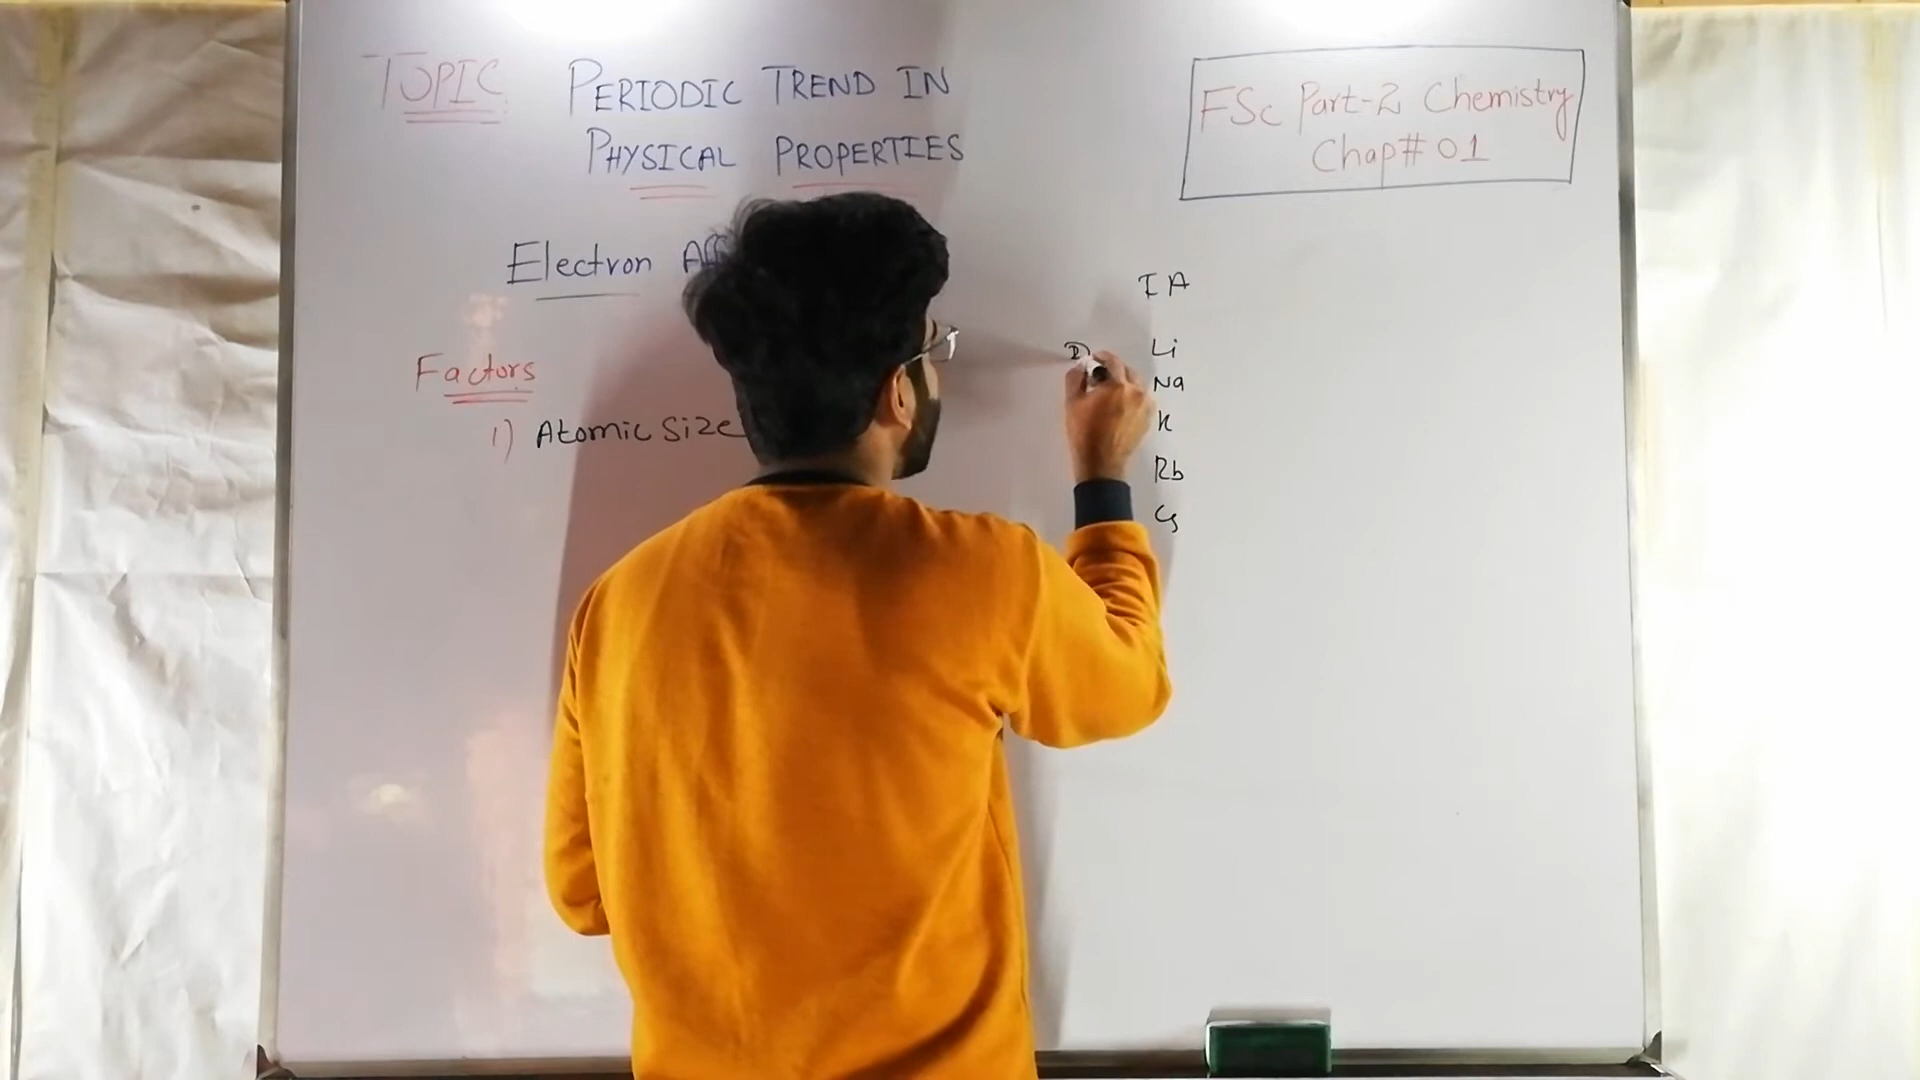 TOPIC PERIODIC TREND IN
PHYSICAL PROPERTIES
FSc Part-2 Chemistry
Chap# 01
Electron
Factors
1) Atomic Size
I A
Li
Na
K
Rb
Cs